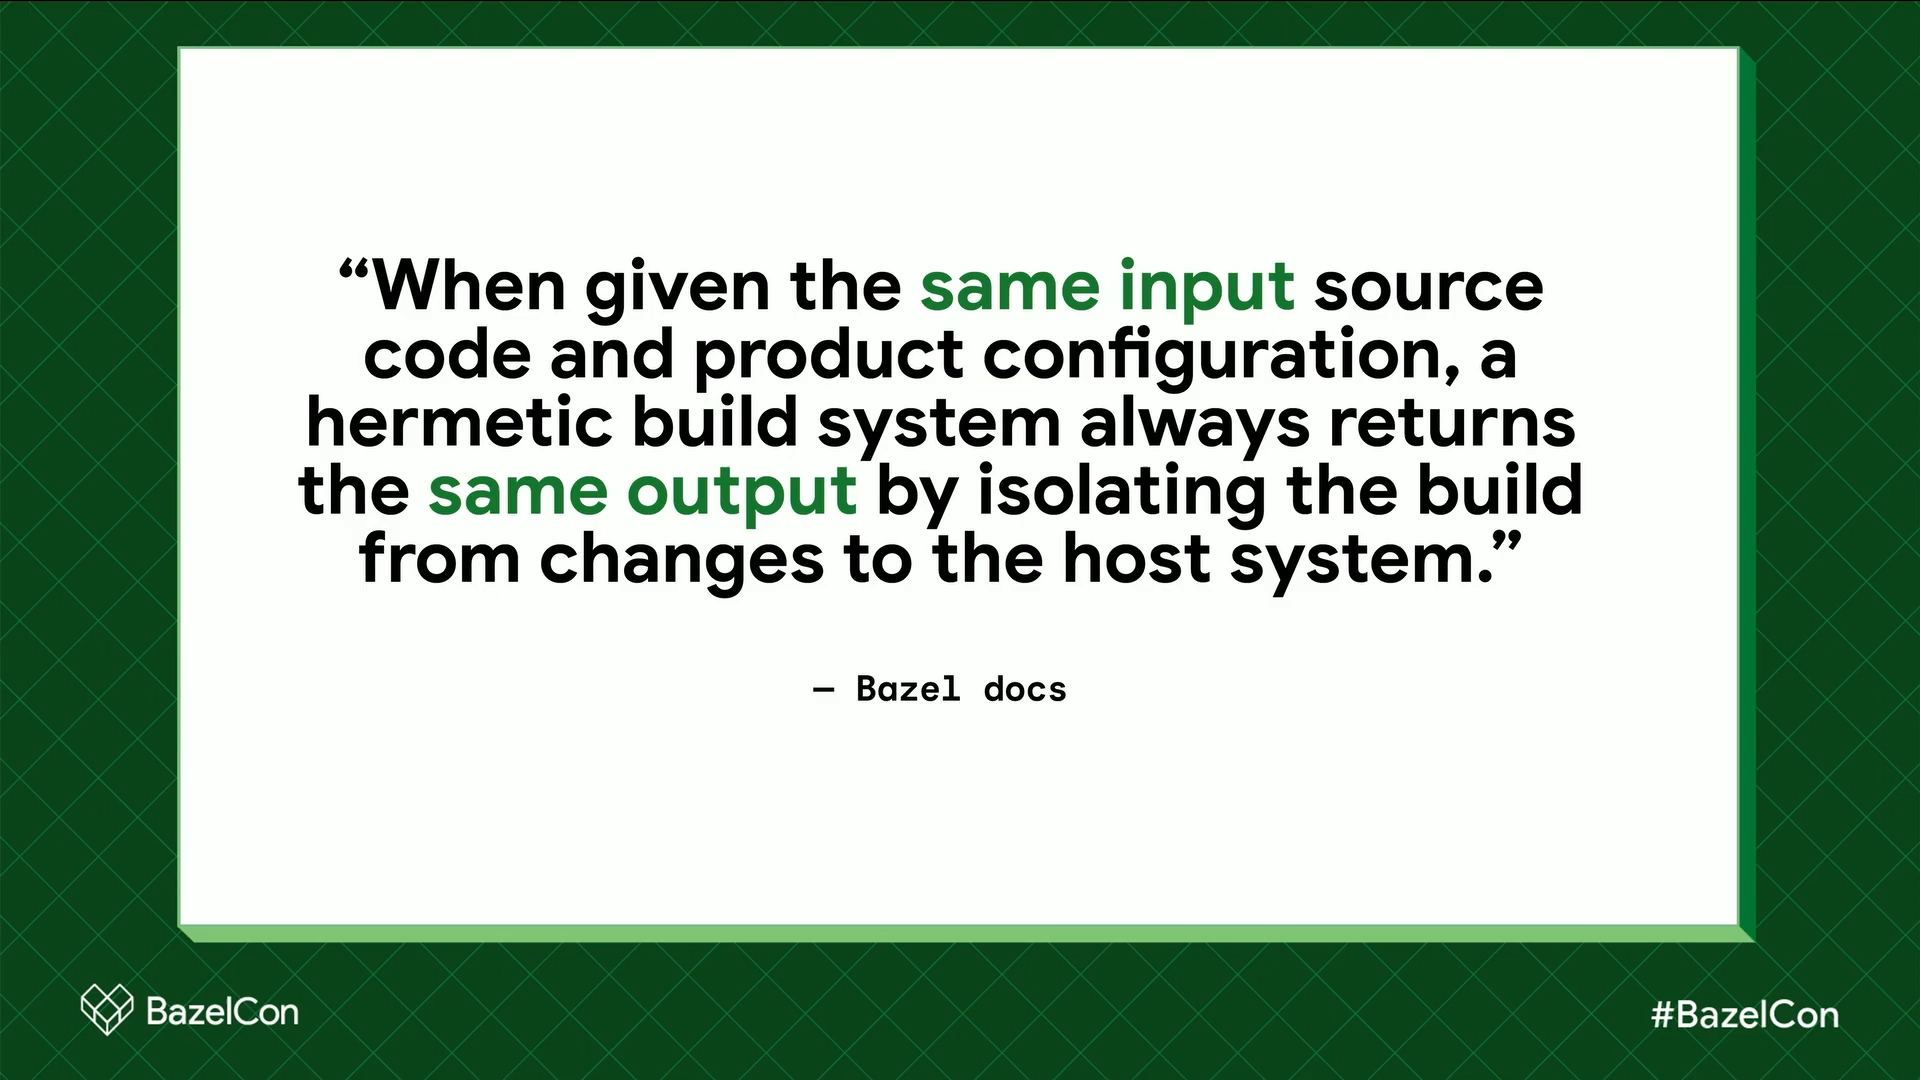 “When given the same input source
code and product configuration, a
hermetic build system always returns
the same output by isolating the build
from changes to the host system.”
— Bazel docs
BazelCon
#BazelCon